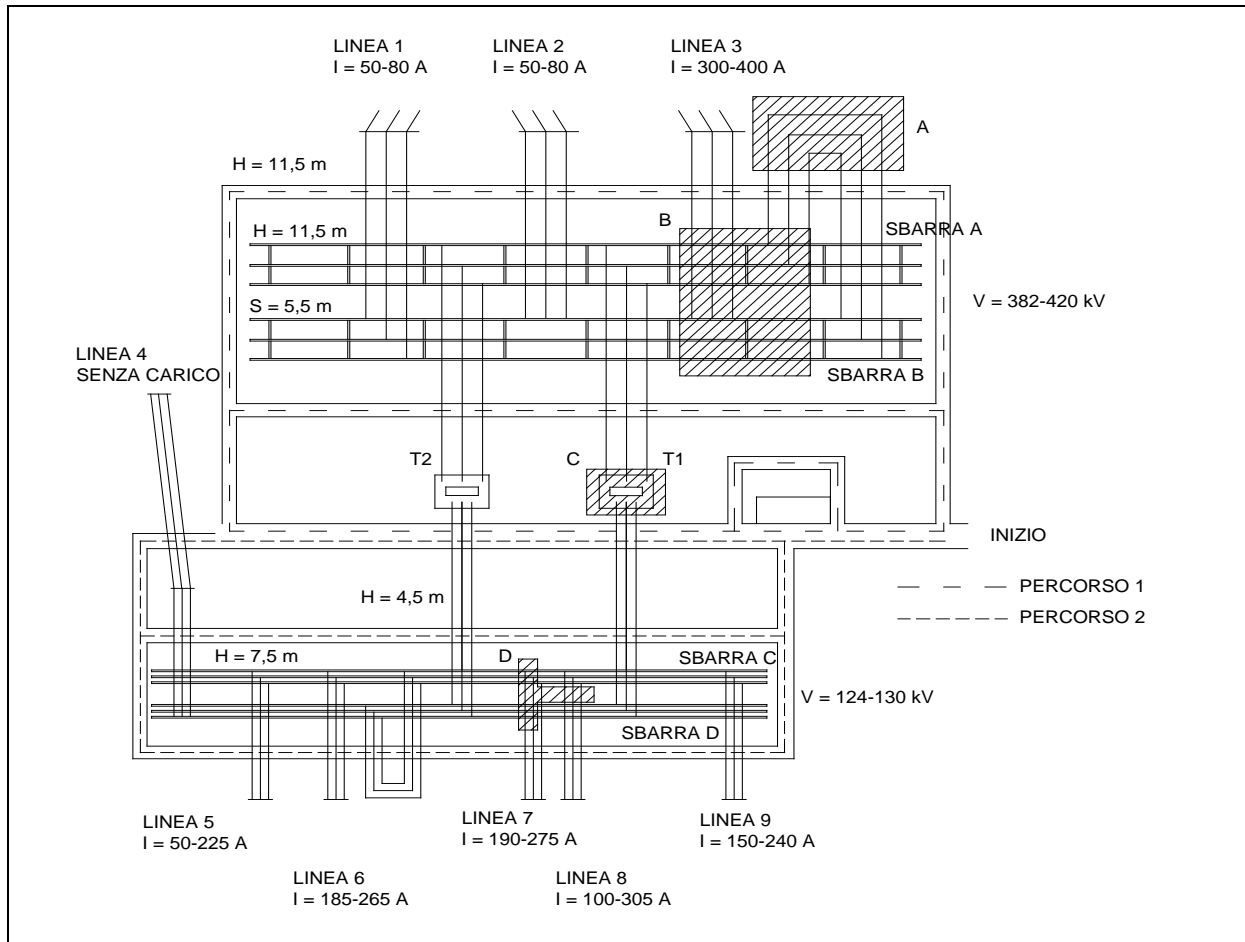 LINEA 1
I = 50-80 A
LINEA 2
I = 50-80 A
LINEA 3
I = 300-400 A
A
H = 11,5 m
B
H = 11,5 m
SBARRA A
S = 5,5 m
V = 382-420 kV
LINEA 4
SENZA CARICO
SBARRA B
T2
C
T1
INIZIO
H = 4,5 m
PERCORSO 1
PERCORSO 2
H = 7,5 m
D
SBARRA C
V = 124-130 kV
SBARRA D
LINEA 5
I = 50-225 A
LINEA 7
I = 190-275 A
LINEA 9
I = 150-240 A
LINEA 6
I = 185-265 A
LINEA 8
I = 100-305 A